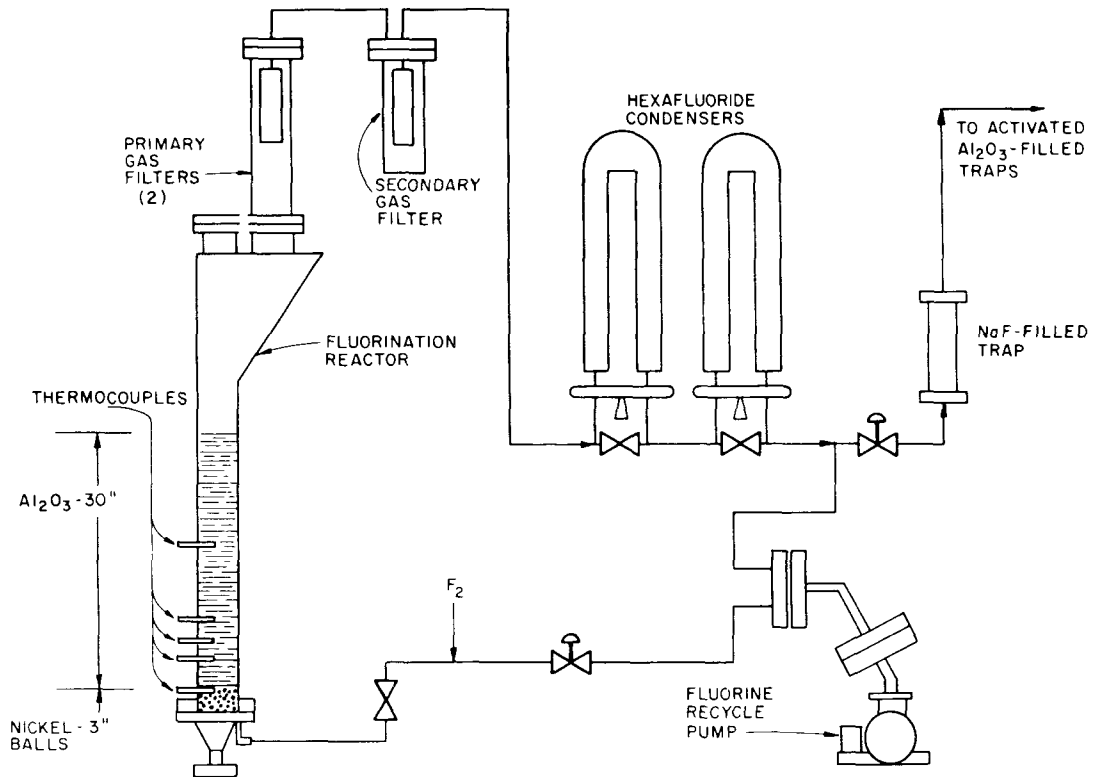 PRIMARY
GAS
FILTERS
(2)
SECONDARY
GAS
FILTER
HEXAFLUORIDE
CONDENSERS
TO ACTIVATED
Al₂O₃-FILLED
TRAPS
FLUORINATION
REACTOR
NaF-FILLED
TRAP
THERMOCOUPLES
Al₂O₃-30"
F₂
NICKEL-3"
BALLS
FLUORINE
RECYCLE
PUMP